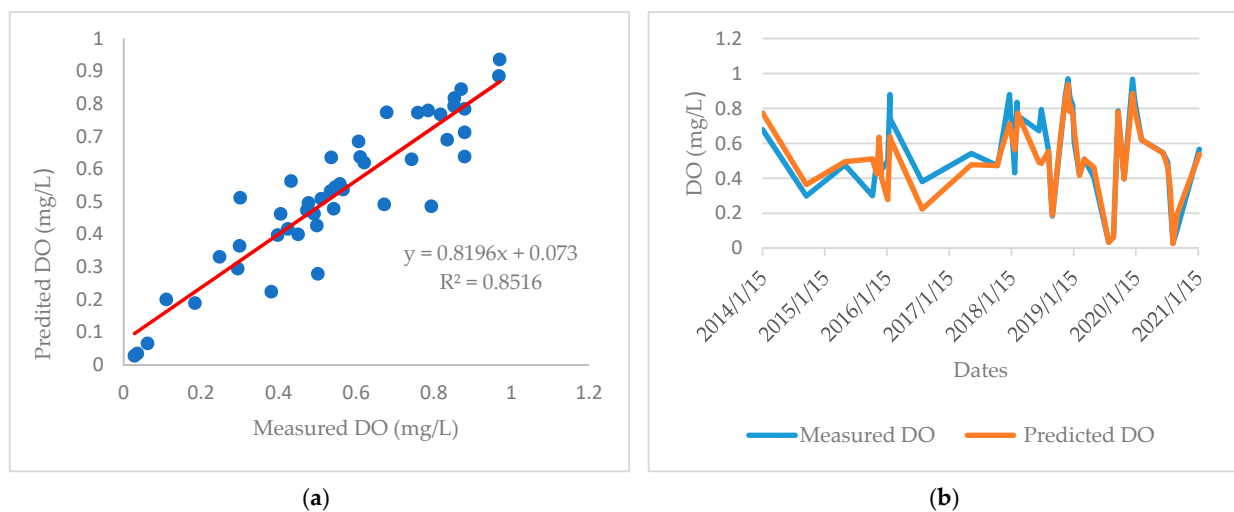 1
0.9
0.8
0.7
0.6
0.5
0.4
0.3
0.2
0.1
0
Predited DO (mg/L)
y = 0.8196x + 0.073
R² = 0.8516
0 0.2 0.4 0.6 0.8 1 1.2
Measured DO (mg/L)
(a)
1.2
1
0.8
0.6
0.4
0.2
0
DO (mg/L)
2014/1/15 2015/1/15 2016/1/15 2017/1/15 2018/1/15 2019/1/15 2020/1/15 2021/1/15
Dates
Measured DO Predicted DO
(b)